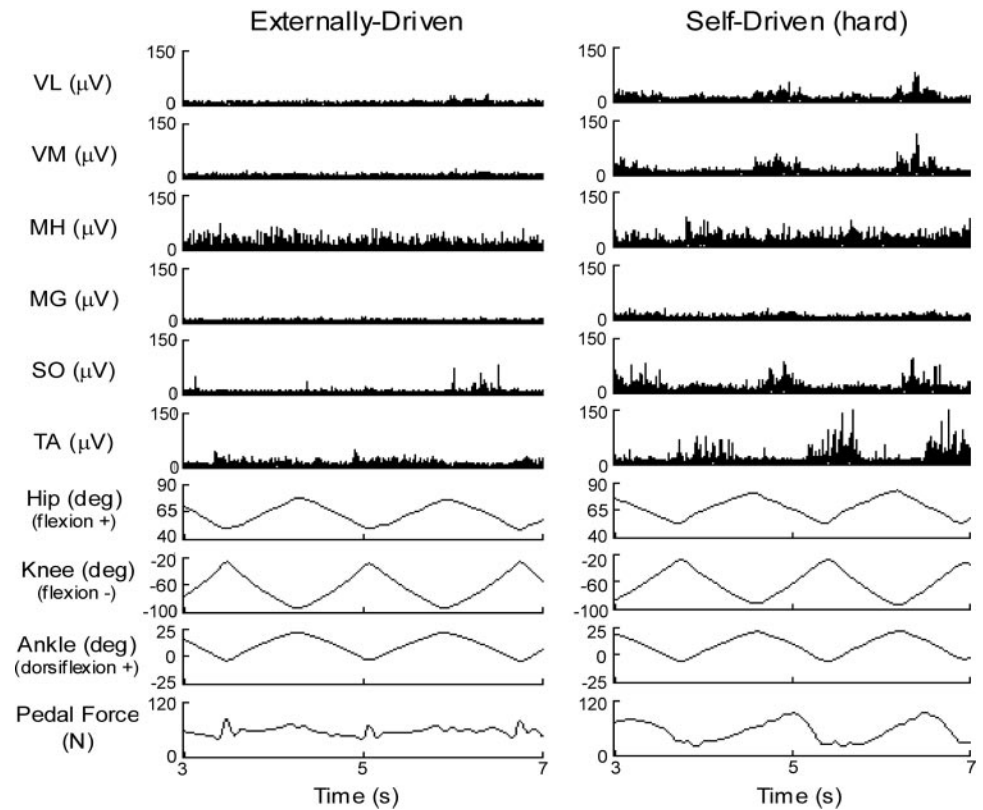 Externally-Driven Self-Driven (hard)
VL (μV) 150 0 150 0
VM (μV) 150 0 150 0
MH (μV) 150 0 150 0
MG (μV) 150 0 150 0
SO (μV) 150 0 150 0
TA (μV) 150 0 150 0
Hip (deg) 90 65 40 90 65 40
(flexion +)
Knee (deg) -20 -60 -100 -20 -60 -100
(flexion -)
Ankle (deg) 25 0 -25 25 0 -25
(dorsiflexion +)
Pedal Force 120 0 120 0
(N)
3 5 7 3 5 7
Time (s) Time (s)